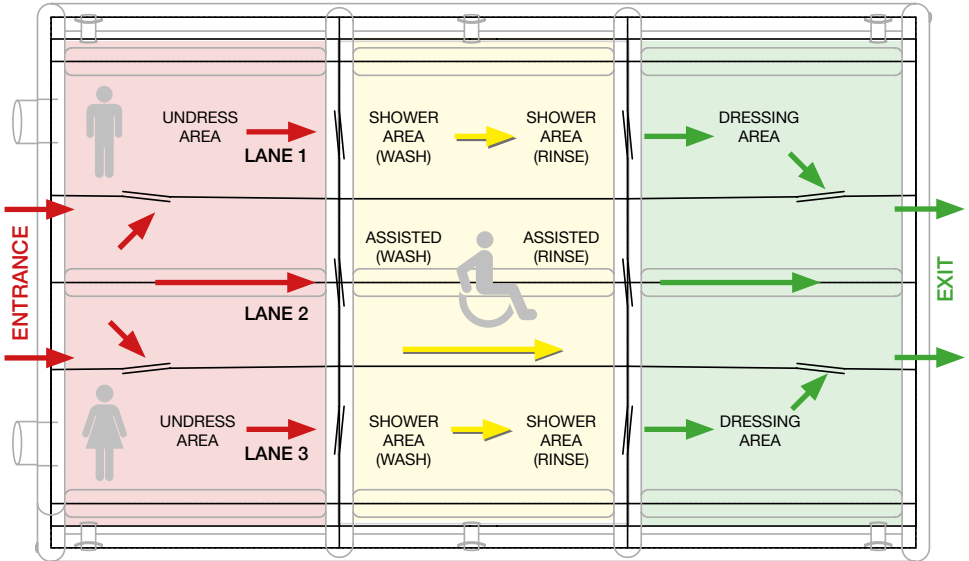 UNDRESS
AREA
LANE 1
SHOWER
AREA
(WASH)
SHOWER
AREA
(RINSE)
DRESSING
AREA
ENTRANCE
LANE 2
ASSISTED
(WASH)
ASSISTED
(RINSE)
EXIT
UNDRESS
AREA
LANE 3
SHOWER
AREA
(WASH)
SHOWER
AREA
(RINSE)
DRESSING
AREA